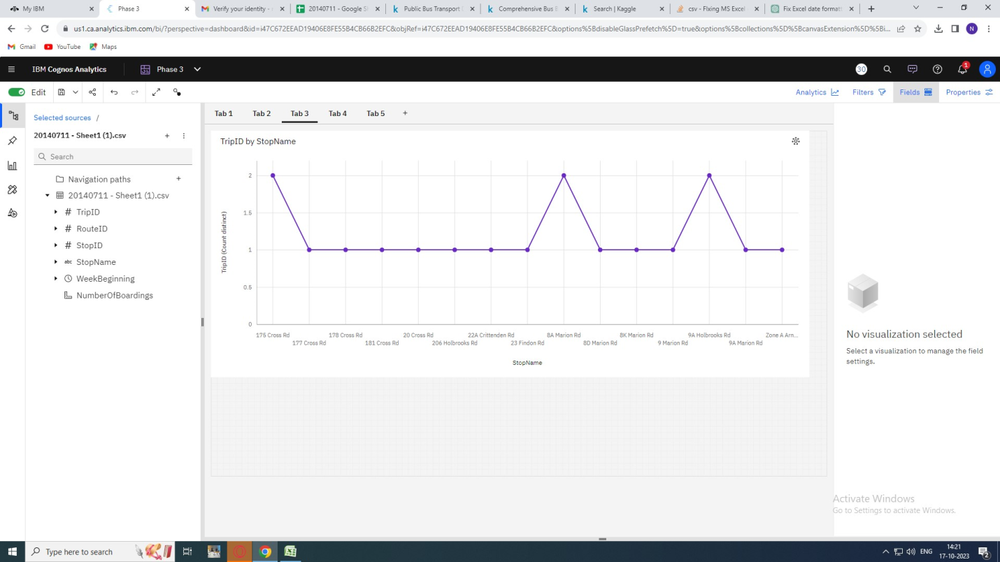 My IBM
Phase 3
Verify your identity -
20140711 - Google Sh
Public Bus Transport
Comprehensive Bus
Search | Kaggle
csv - Fixing MS Excel
Fix Excel date formatt
us1.ca.analytics.ibm.com/bi/?perspective=dashboard&id=i47C672EEAD19406E8FE55B4CB66B2EFC&objRef=i47C672EEAD19406E8FE55B4CB66B2EFC&options%5BdisableGlassPrefetch%5D=true&options%5Bcollections%5D%5BcanvasExtension%5D%5Bi...
N
Gmail YouTube Maps
IBM Cognos Analytics
Phase 3
30
1
Edit
Analytics
Filters
Fields
Properties
Selected sources /
20140711 - Sheet1 (1).csv
Search
Navigation paths
20140711 - Sheet1 (1).csv
# TripID
# RouteID
# StopID
abc StopName
WeekBeginning
NumberOfBoardings
Tab 1 Tab 2 Tab 3 Tab 4 Tab 5 +
TripID by StopName
TripID (Count distinct)
2
1.5
1
0.5
0
175 Cross Rd
177 Cross Rd
178 Cross Rd
181 Cross Rd
20 Cross Rd
206 Holbrooks Rd
22A Crittenden Rd
23 Findon Rd
8A Marion Rd
8D Marion Rd
8K Marion Rd
9 Marion Rd
9A Holbrooks Rd
9A Marion Rd
Zone A Arn...
StopName
No visualization selected
Select a visualization to manage the field
settings.
Activate Windows
Go to Settings to activate Windows.
Type here to search
ENG
14:21
17-10-2023
2